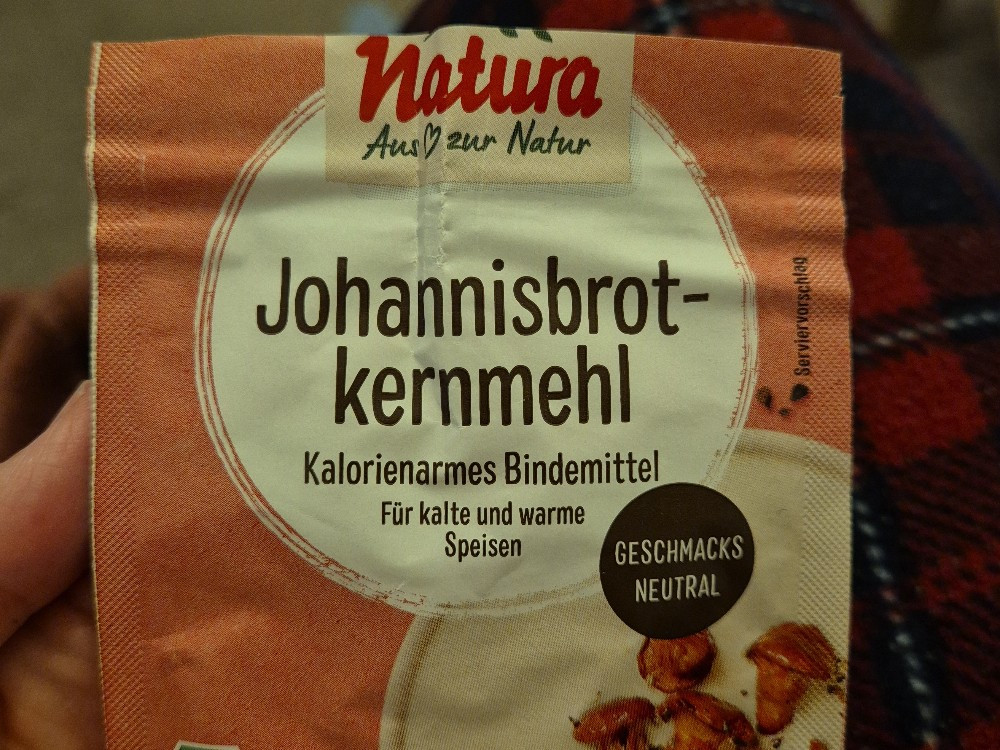 Natura
Aus zur Natur
Johannisbrot-
kernmehl
Kalorienarmes Bindemittel
Für kalte und warme
Speisen
GESCHMACKS
NEUTRAL
Serviervorschlag